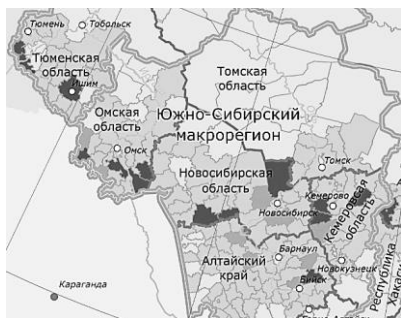 Тюмень
Тобольск
Тюменская
область
Ишим
Томская
область
Омская
область
Южно-Сибирский
макрорегион
Омск
Томск
Новосибирская
область
Кемерово
Новосибирск
Кемеровская
область
Барнаул
Алтайский
край
Новокузнецк
Бийск
Республика
Караганда